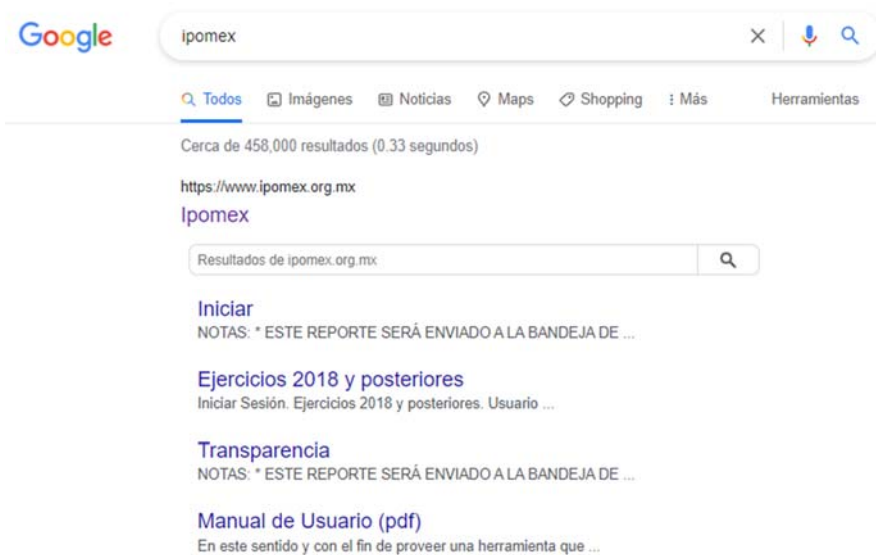 Google
ipomex
Todos Imágenes Noticias Maps Shopping Más Herramientas
Cerca de 458,000 resultados (0.33 segundos)
https://www.ipomex.org.mx
Ipomex
Resultados de ipomex.org.mx
Iniciar
NOTAS: * ESTE REPORTE SERÁ ENVIADO A LA BANDEJA DE ...
Ejercicios 2018 y posteriores
Iniciar Sesión. Ejercicios 2018 y posteriores. Usuario ...
Transparencia
NOTAS: * ESTE REPORTE SERÁ ENVIADO A LA BANDEJA DE ...
Manual de Usuario (pdf)
En este sentido y con el fin de proveer una herramienta que ...